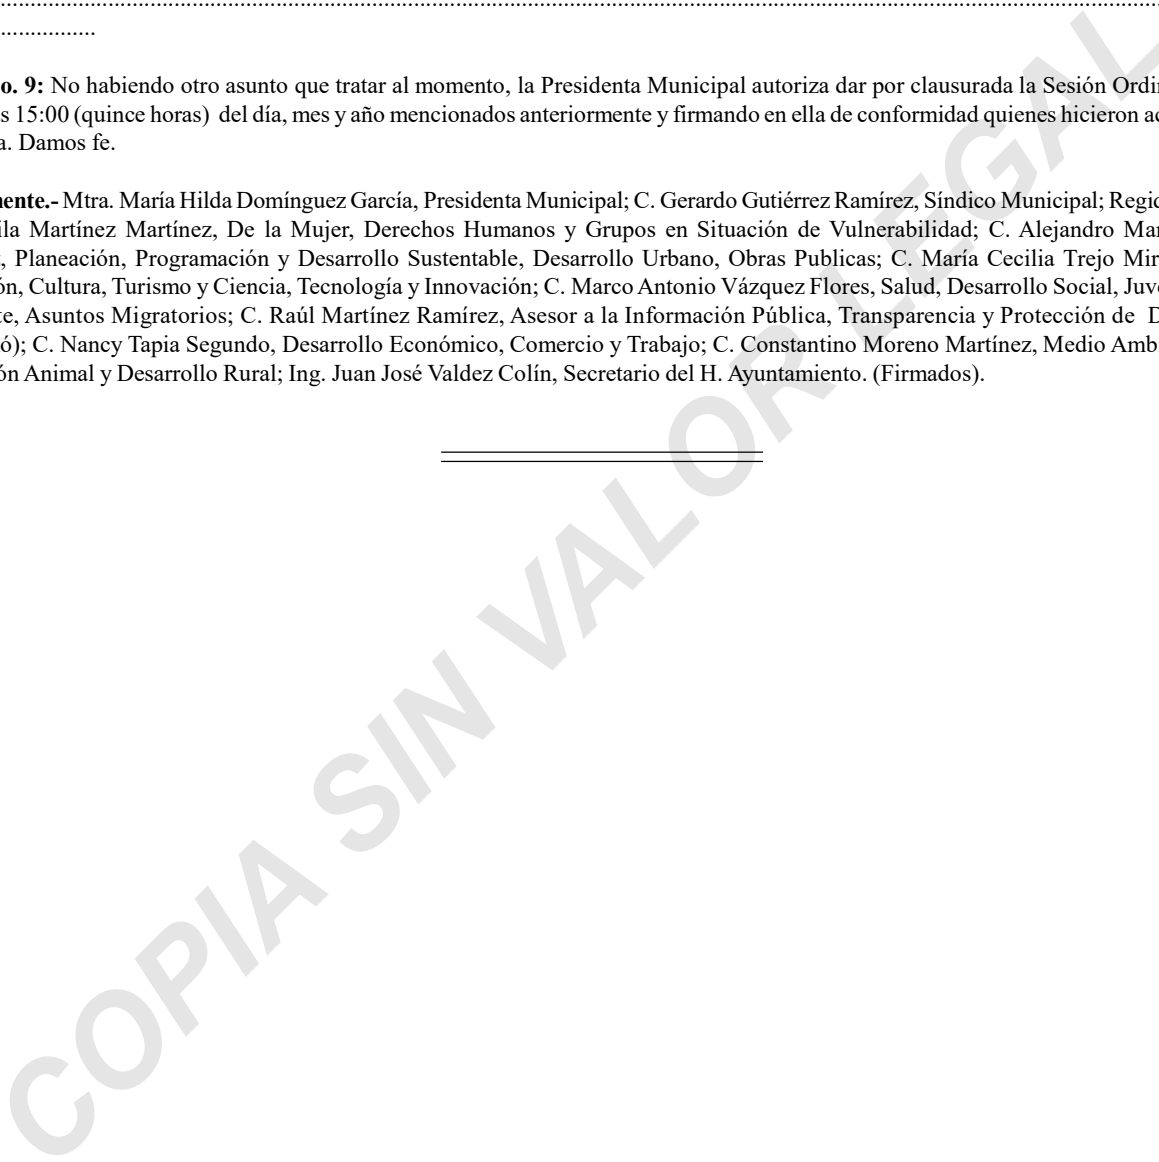 ................................................................................................................................................................................................
................
o. 9: No habiendo otro asunto que tratar al momento, la Presidenta Municipal autoriza dar por clausurada la Sesión Ordi
s 15:00 (quince horas) del día, mes y año mencionados anteriormente y firmando en ella de conformidad quienes hicieron ac
a. Damos fe.
mente.- Mtra. María Hilda Domínguez García, Presidenta Municipal; C. Gerardo Gutiérrez Ramírez, Síndico Municipal; Regid
ila Martínez Martínez, De la Mujer, Derechos Humanos y Grupos en Situación de Vulnerabilidad; C. Alejandro Mar
, Planeación, Programación y Desarrollo Sustentable, Desarrollo Urbano, Obras Publicas; C. María Cecilia Trejo Mir
ón, Cultura, Turismo y Ciencia, Tecnología y Innovación; C. Marco Antonio Vázquez Flores, Salud, Desarrollo Social, Juv
te, Asuntos Migratorios; C. Raúl Martínez Ramírez, Asesor a la Información Pública, Transparencia y Protección de D
ó); C. Nancy Tapia Segundo, Desarrollo Económico, Comercio y Trabajo; C. Constantino Moreno Martínez, Medio Amb
ón Animal y Desarrollo Rural; Ing. Juan José Valdez Colín, Secretario del H. Ayuntamiento. (Firmados).
COPIA SIN VALOR LEGAL